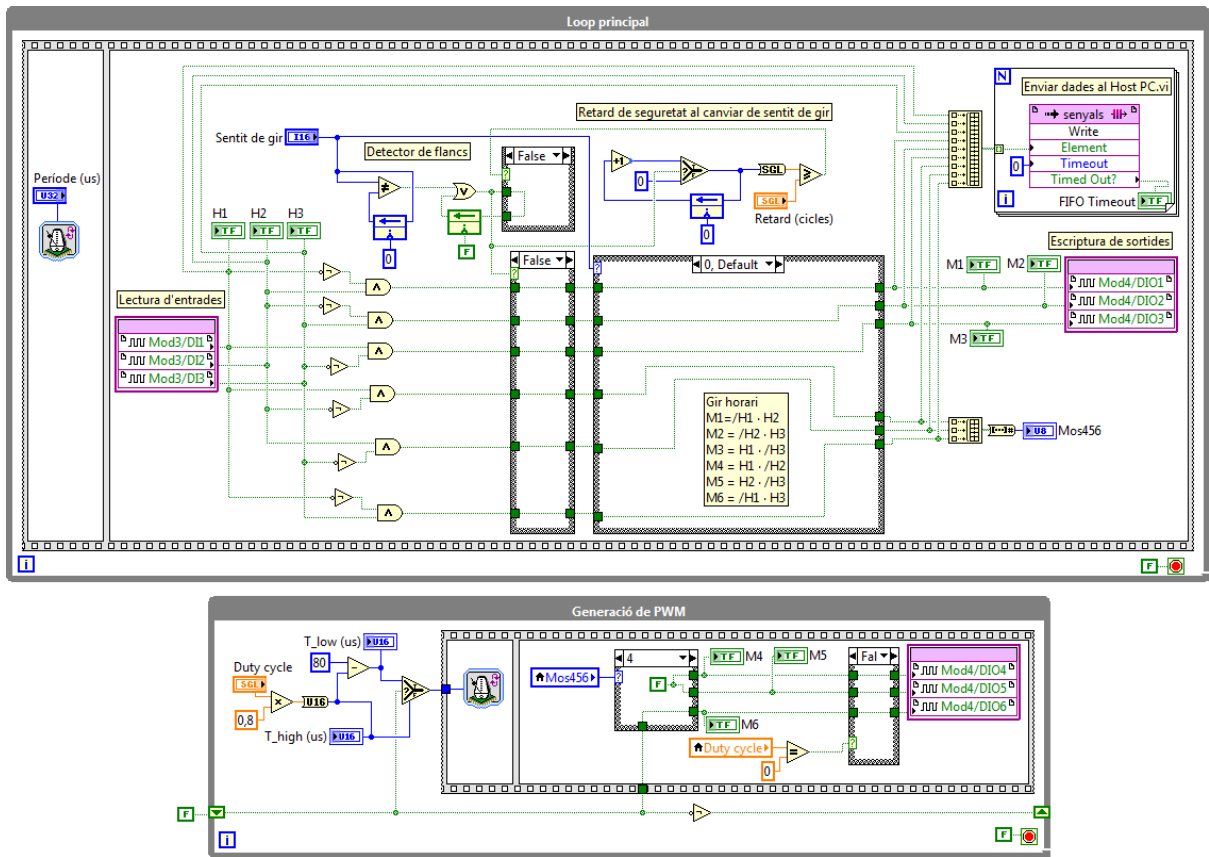 Loop principal
Enviar dades al Host PC.vi
N
senyals
Write
Element
Timeout
Timed Out?
0
i
FIFO Timeout
TF
Retard de seguretat al canviar de sentit de gir
Sentit de gir
I16
Detector de flancs
False
+1
0
SGL
SGL
Retard (cicles)
0
0
F
Període (us)
U32
H1
H2
H3
TF
TF
TF
Lectura d'entrades
Mod3/DI1
Mod3/DI2
Mod3/DI3
False
0, Default
Escriptura de sortides
M1
TF
M2
TF
Mod4/DIO1
Mod4/DIO2
Mod4/DIO3
M3
TF
Gir horari
M1=/H1 · H2
M2 = /H2 · H3
M3 = H1 · /H3
M4 = H1 · /H2
M5 = H2 · /H3
M6 = /H1 · H3
U8
Mos456
i
F
Generació de PWM
T_low (us)
U16
80
Duty cycle
SGL
U16
0,8
T_high (us)
U16
Mos456
4
F
TF
M4
TF
M5
TF
M6
Fal
Mod4/DIO4
Mod4/DIO5
Mod4/DIO6
Duty cycle
0
F
i
F